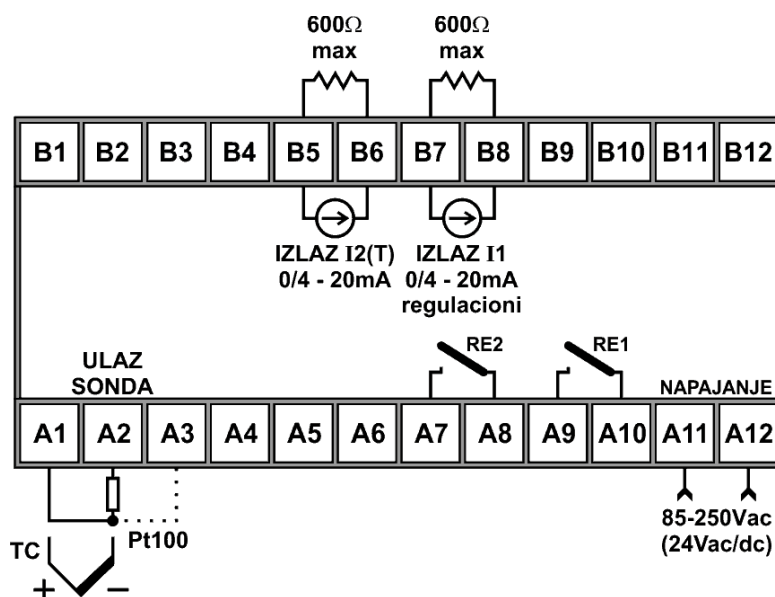 600Ω 600Ω
max max
B1 B2 B3 B4 B5 B6 B7 B8 B9 B10 B11 B12
IZLAZ I2(T) IZLAZ I1
0/4 - 20mA 0/4 - 20mA
regulacioni
RE2 RE1
ULAZ
SONDA NAPAJANJE
A1 A2 A3 A4 A5 A6 A7 A8 A9 A10 A11 A12
Pt100 85-250Vac
TC (24Vac/dc)
+ −